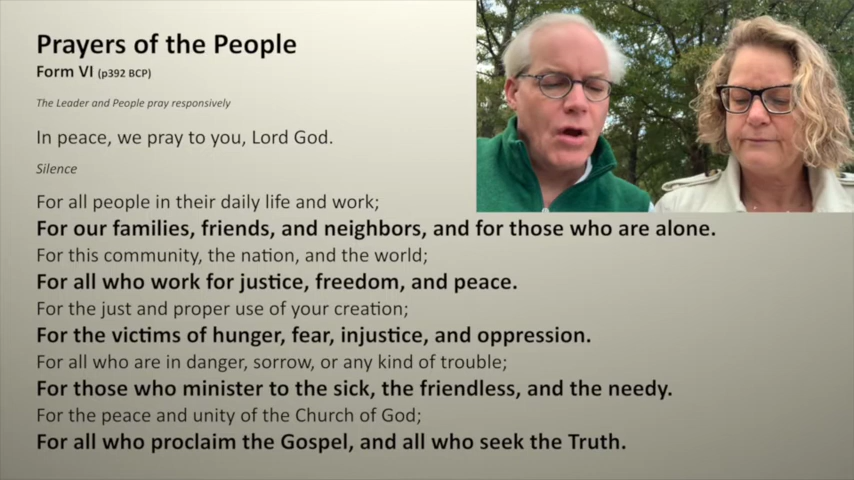 Prayers of the People
Form VI (p392 BCP)
The Leader and People pray responsively
In peace, we pray to you, Lord God.
Silence
For all people in their daily life and work;
For our families, friends, and neighbors, and for those who are alone.
For this community, the nation, and the world;
For all who work for justice, freedom, and peace.
For the just and proper use of your creation;
For the victims of hunger, fear, injustice, and oppression.
For all who are in danger, sorrow, or any kind of trouble;
For those who minister to the sick, the friendless, and the needy.
For the peace and unity of the Church of God;
For all who proclaim the Gospel, and all who seek the Truth.